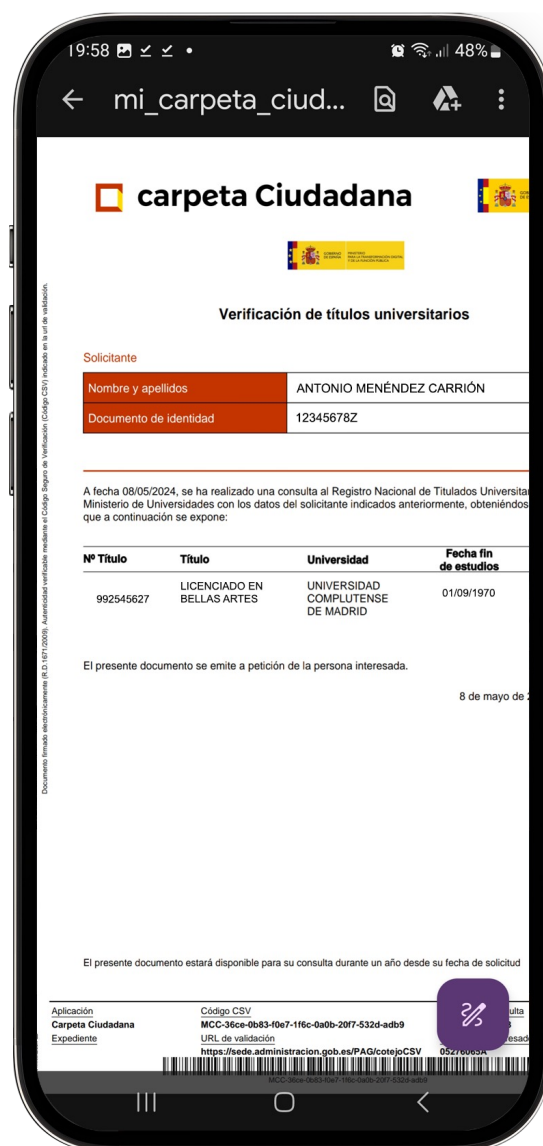 19:58
48%
mi_carpeta_ciud...
carpeta Ciudadana
Verificación de títulos universitarios
Solicitante
Nombre y apellidos ANTONIO MENÉNDEZ CARRIÓN
Documento de identidad 12345678Z
A fecha 08/05/2024, se ha realizado una consulta al Registro Nacional de Titulados Universita
Ministerio de Universidades con los datos del solicitante indicados anteriormente, obteniéndos
que a continuación se expone:
Nº Título Título Universidad Fecha fin de estudios
992545627 LICENCIADO EN BELLAS ARTES UNIVERSIDAD COMPLUTENSE DE MADRID 01/09/1970
El presente documento se emite a petición de la persona interesada.
8 de mayo de 2
El presente documento estará disponible para su consulta durante un año desde su fecha de solicitud
Aplicación
Carpeta Ciudadana
Expediente
Código CSV
MCC-36ce-0b83-f0e7-1f6c-0a0b-20f7-532d-adb9
URL de validación
https://sede.administracion.gob.es/PAG/cotejoCSV
ulta
05276065A
MCC-36ce-0b83-f0e7-1f6c-0a0b-20f7-532d-adb9
Documento firmado electrónicamente (R.D.1671/2009). Autenticidad verificable mediante el Código Seguro de Verificación (Código CSV) indicado en la url de validación.